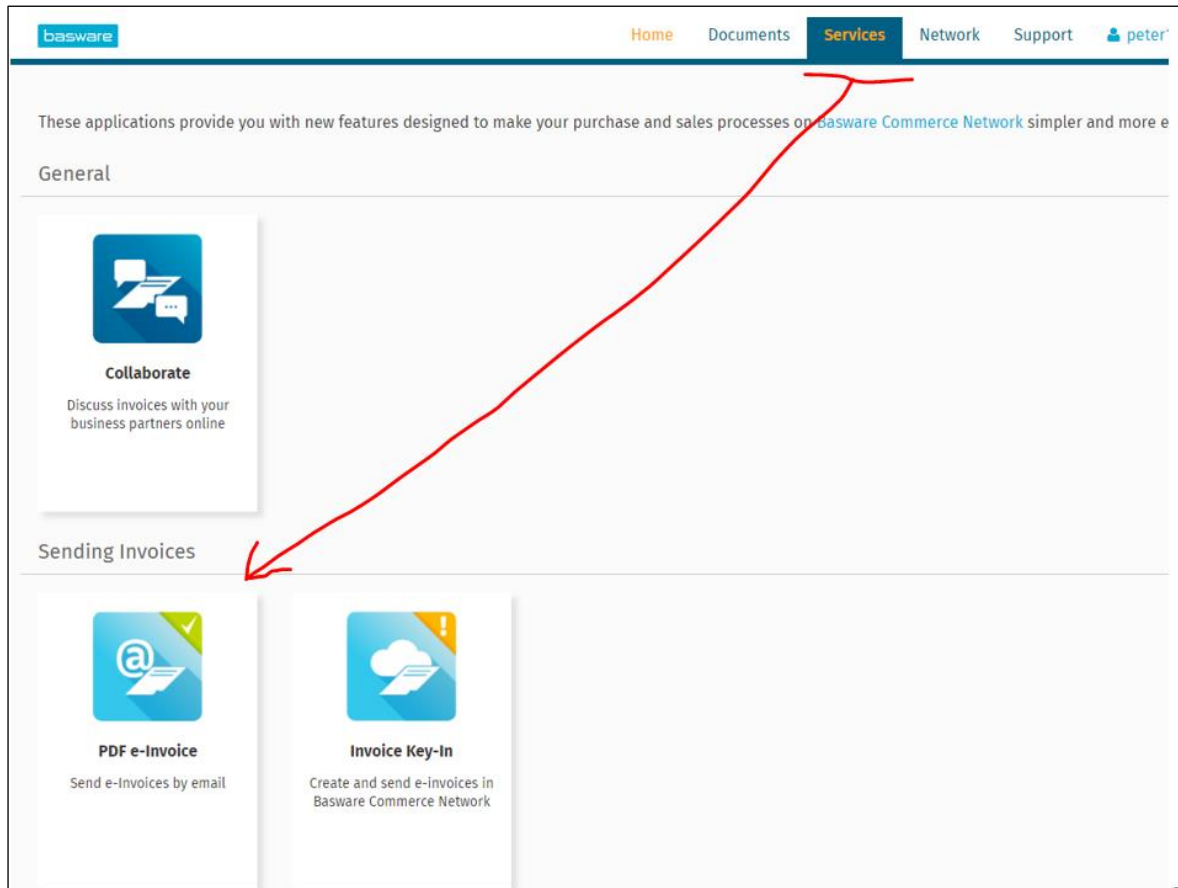 basware
Home Documents Services Network Support peter
These applications provide you with new features designed to make your purchase and sales processes on Basware Commerce Network simpler and more e
General
Collaborate
Discuss invoices with your
business partners online
Sending Invoices
PDF e-Invoice
Send e-Invoices by email
Invoice Key-In
Create and send e-invoices in
Basware Commerce Network